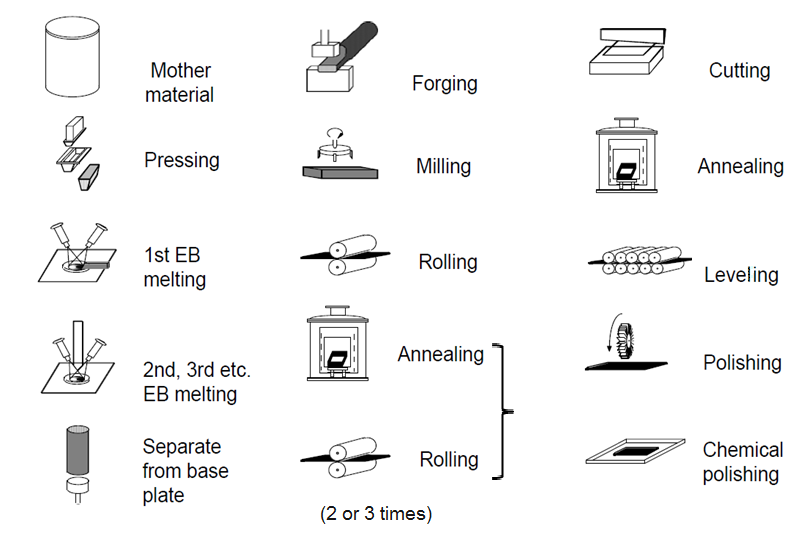 Mother
material
Pressing
1st EB
melting
2nd, 3rd etc.
EB melting
Separate
from base
plate
Forging
Milling
Rolling
Annealing
Rolling
(2 or 3 times)
Cutting
Annealing
Leveling
Polishing
Chemical
polishing